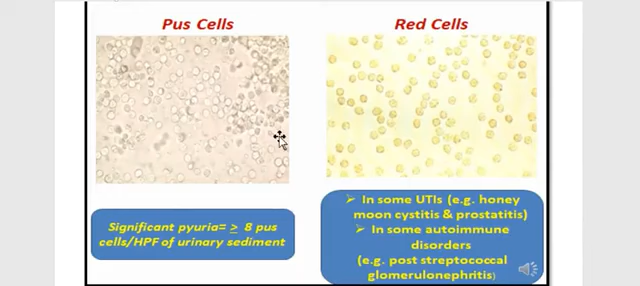 Pus Cells
Red Cells
Significant pyuria= ≥ 8 pus
cells/HPF of urinary sediment
➢ In some UTIs (e.g. honey
moon cystitis & prostatitis)
➢ In some autoimmune
disorders
(e.g. post streptococcal
glomerulonephritis)